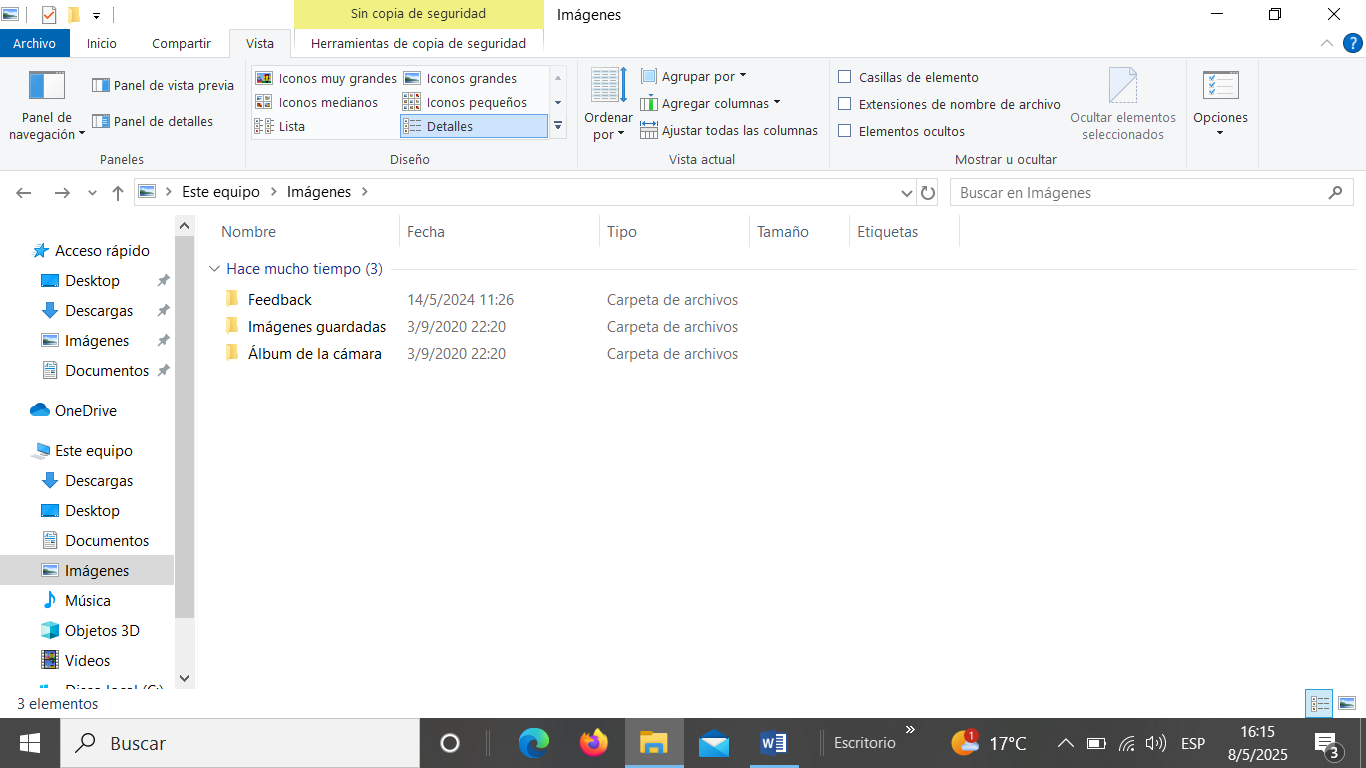 Sin copia de seguridad
Imágenes
Archivo Inicio Compartir Vista Herramientas de copia de seguridad
Panel de navegación
Panel de vista previa
Panel de detalles
Paneles
Iconos muy grandes Iconos grandes
Iconos medianos Iconos pequeños
Lista Detalles
Diseño
Ordenar por
Agrupar por
Agregar columnas
Ajustar todas las columnas
Vista actual
Casillas de elemento
Extensiones de nombre de archivo
Elementos ocultos
Ocultar elementos seleccionados
Mostrar u ocultar
Opciones
Este equipo Imágenes
Buscar en Imágenes
Acceso rápido
Desktop
Descargas
Imágenes
Documentos
OneDrive
Este equipo
Descargas
Desktop
Documentos
Imágenes
Música
Objetos 3D
Videos
Disco local (C:)
Nombre Fecha Tipo Tamaño Etiquetas
Hace mucho tiempo (3)
Feedback 14/5/2024 11:26 Carpeta de archivos
Imágenes guardadas 3/9/2020 22:20 Carpeta de archivos
Álbum de la cámara 3/9/2020 22:20 Carpeta de archivos
3 elementos
Buscar
Escritorio
1
17°C
ESP
16:15
8/5/2025
3